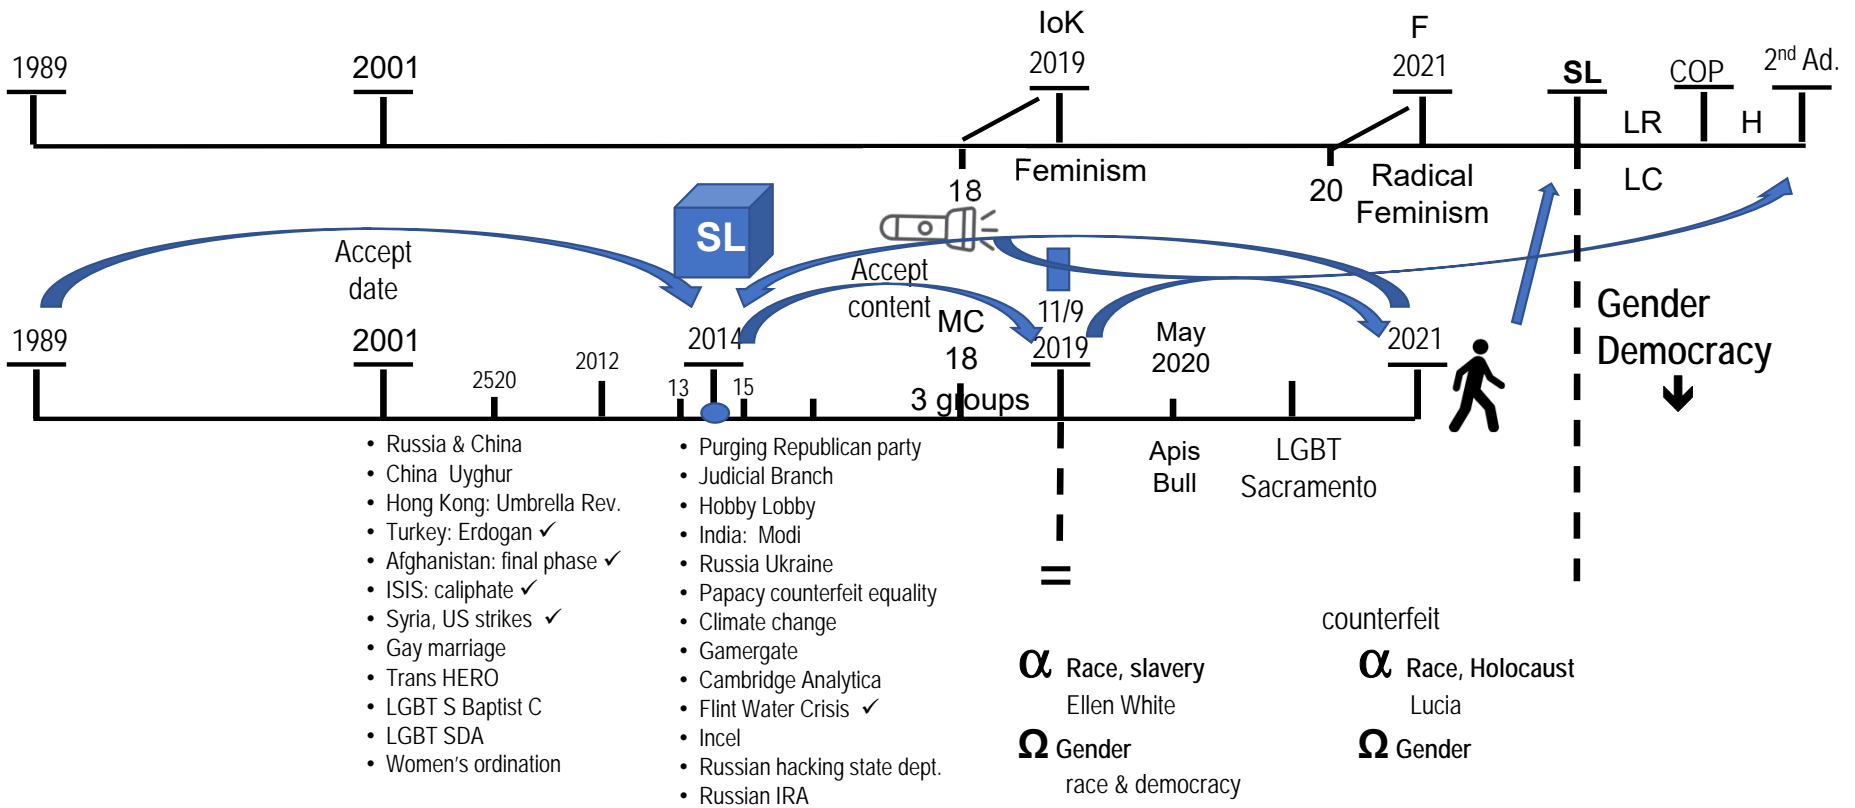 IoK
F
1989
2001
2019
2021
SL
COP
2nd Ad.
LR
H
18
Feminism
20
Radical
Feminism
LC
SL
Accept
date
Accept
content
MC
18
3 groups
11/9
2019
May
2020
2021
Gender
Democracy
1989
2001
2520
2012
13
2014
15
• Russia & China
• China Uyghur
• Hong Kong: Umbrella Rev.
• Turkey: Erdogan ✓
• Afghanistan: final phase ✓
• ISIS: caliphate ✓
• Syria, US strikes ✓
• Gay marriage
• Trans HERO
• LGBT S Baptist C
• LGBT SDA
• Women's ordination
• Purging Republican party
• Judicial Branch
• Hobby Lobby
• India: Modi
• Russia Ukraine
• Papacy counterfeit equality
• Climate change
• Gamergate
• Cambridge Analytica
• Flint Water Crisis ✓
• Incel
• Russian hacking state dept.
• Russian IRA
Apis
Bull
LGBT
Sacramento
=
α Race, slavery
Ellen White
Ω Gender
race & democracy
counterfeit
α Race, Holocaust
Lucia
Ω Gender